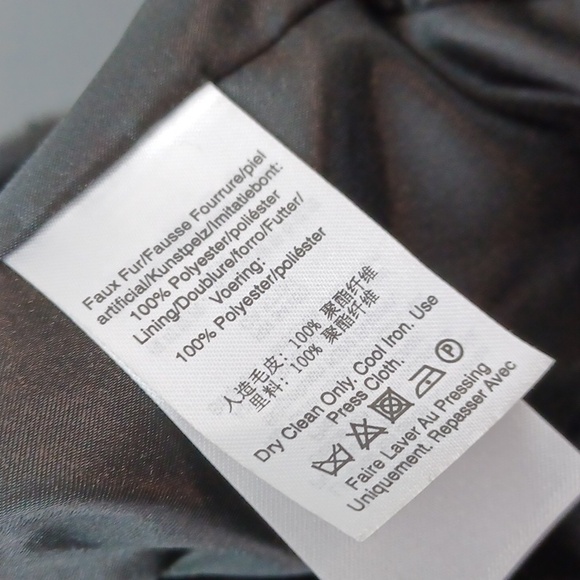 Faux Fur/Fausse Fourrure/piel
artificial/Kunstpelz/Imitatiebont:
100% Polyester/poliéster
Lining/Doublure/forro/Futter/
Voering:
100% Polyester/poliéster
人造毛皮: 100% 聚酯纤维
里料: 100% 聚酯纤维
Dry Clean Only. Cool Iron. Use
Press Cloth.
P
Faire Laver Au Pressing
Uniquement. Repasser Avec